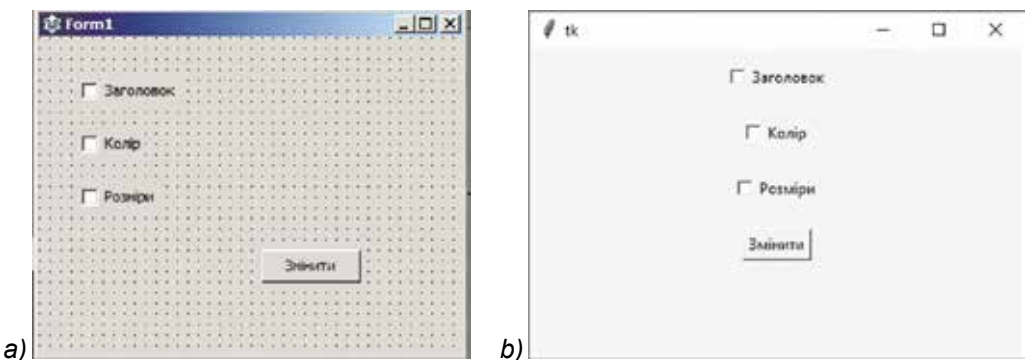 Form1
Заголовок
Колір
Розміри
Змінити
a)
tk
Заголовок
Колір
Розміри
Змінити
b)